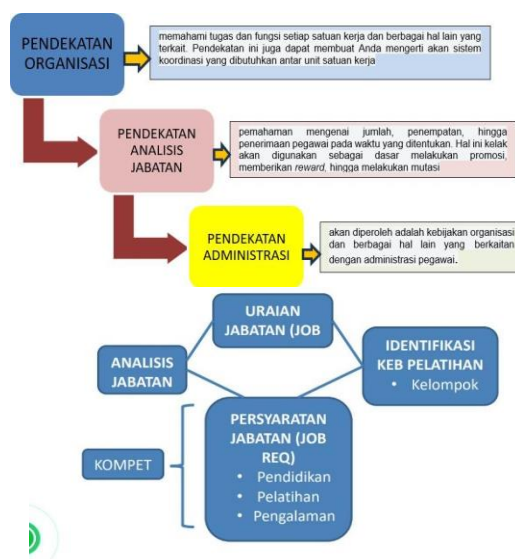 PENDEKATAN
ORGANISASI
memahami tugas dan fungsi setiap satuan kerja dan berbagai hal lain yang
terkait. Pendekatan ini juga dapat membuat Anda mengerti akan sistem
koordinasi yang dibutuhkan antar unit satuan kerja
PENDEKATAN
ANALISIS
JABATAN
pemahaman mengenai jumlah, penempatan, hingga
penerimaan pegawai pada waktu yang ditentukan. Hal ini kelak
akan digunakan sebagai dasar melakukan promosi,
memberikan reward, hingga melakukan mutasi
PENDEKATAN
ADMINISTRASI
akan diperoleh adalah kebijakan organisasi
dan berbagai hal lain yang berkaitan
dengan administrasi pegawai.
URAIAN
JABATAN (JOB
ANALISIS
JABATAN
IDENTIFIKASI
KEB PELATIHAN
• Kelompok
PERSYARATAN
JABATAN (JOB
REQ)
• Pendidikan
• Pelatihan
• Pengalaman
KOMPET